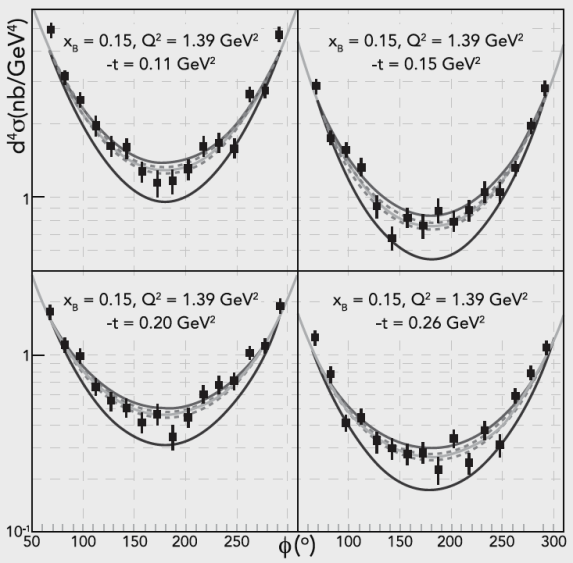 d⁴σ(nb/GeV⁴)
x_B = 0.15, Q² = 1.39 GeV²
-t = 0.11 GeV²
x_B = 0.15, Q² = 1.39 GeV²
-t = 0.15 GeV²
1
x_B = 0.15, Q² = 1.39 GeV²
-t = 0.20 GeV²
x_B = 0.15, Q² = 1.39 GeV²
-t = 0.26 GeV²
1
10⁻¹
50 100 150 200 250 100 150 200 250 300
ϕ(°)